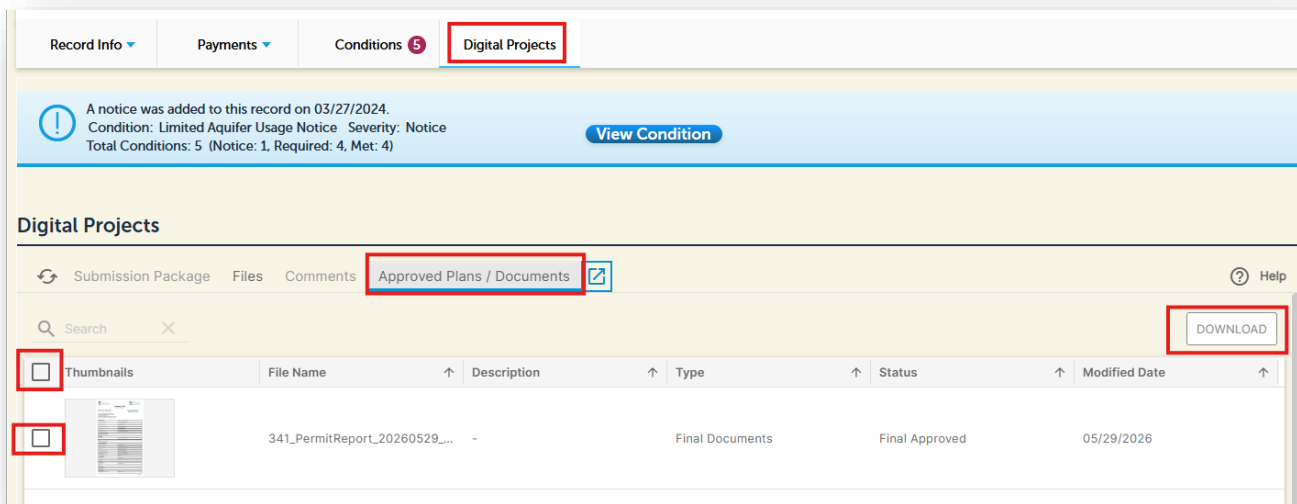 Record Info Payments Conditions 5 Digital Projects
A notice was added to this record on 03/27/2024.
Condition: Limited Aquifer Usage Notice Severity: Notice
Total Conditions: 5 (Notice: 1, Required: 4, Met: 4)
View Condition
Digital Projects
Submission Package Files Comments Approved Plans / Documents Help
Search DOWNLOAD
Thumbnails File Name Description Type Status Modified Date
341_PermitReport_20260529_... - Final Documents Final Approved 05/29/2026